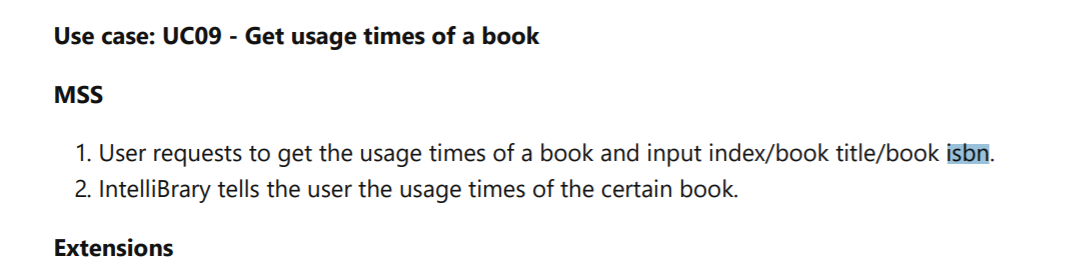 Use case: UC09 - Get usage times of a book
MSS
1. User requests to get the usage times of a book and input index/book title/book isbn.
2. IntelliBrary tells the user the usage times of the certain book.
Extensions